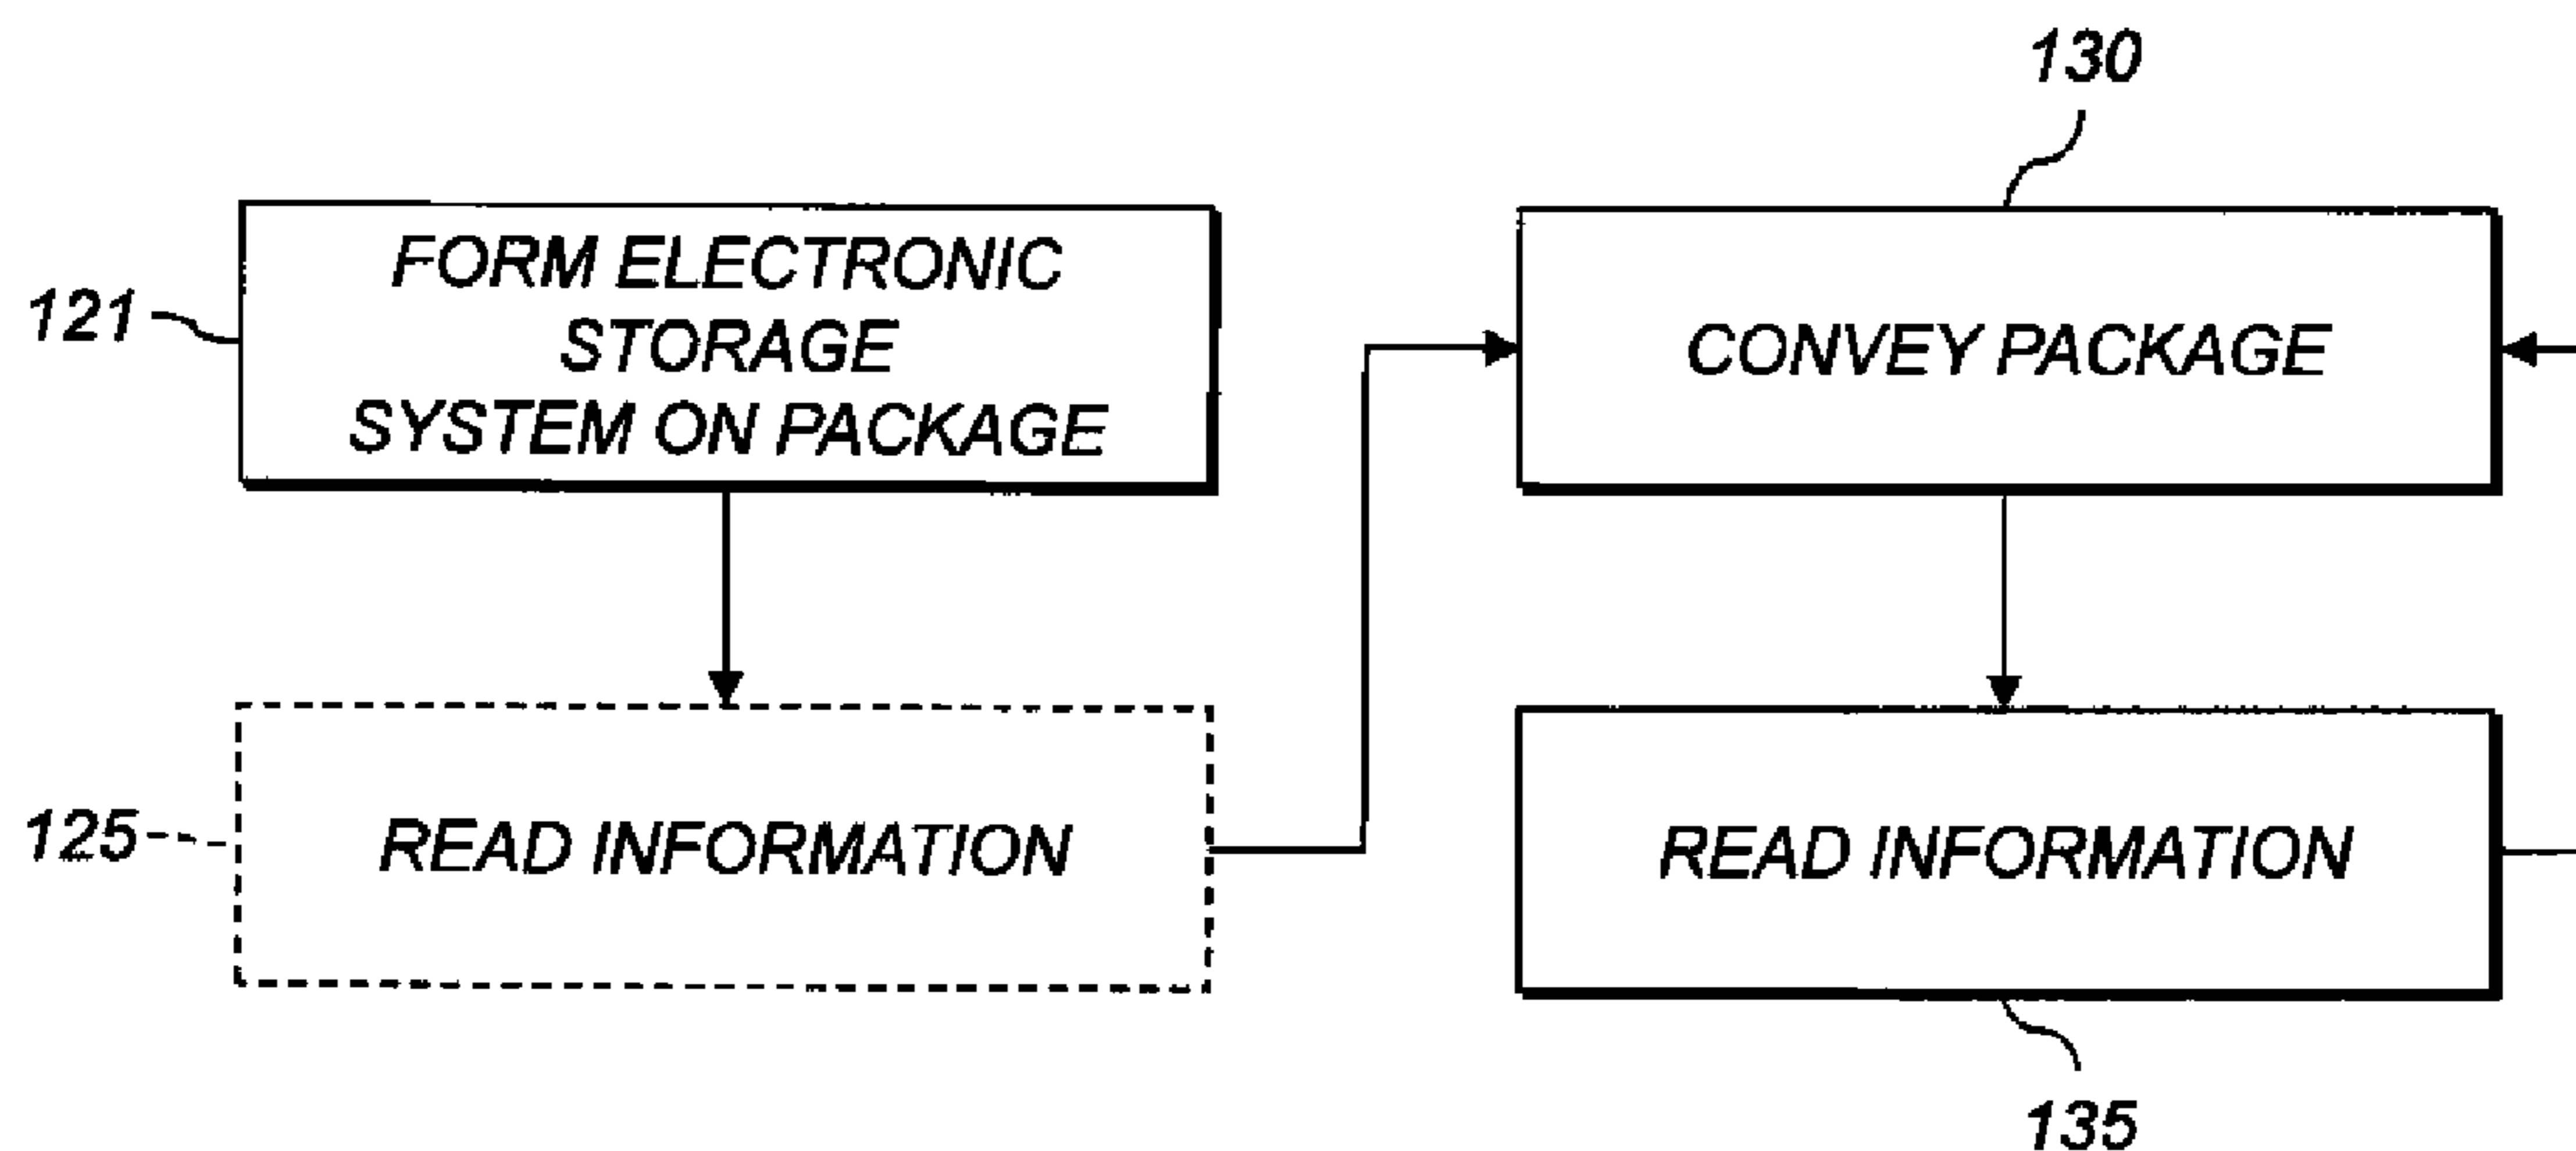 130
121
FORM ELECTRONIC
STORAGE
SYSTEM ON PACKAGE
CONVEY PACKAGE
125
READ INFORMATION
READ INFORMATION
135